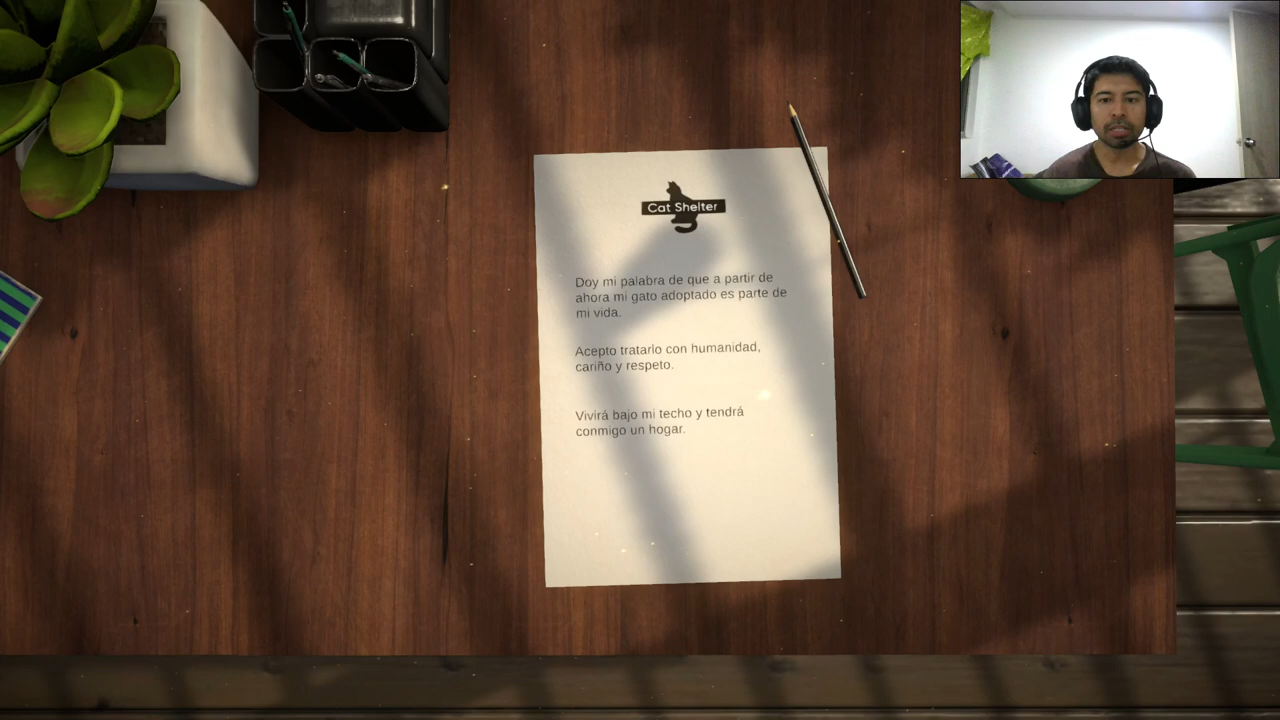 Cat Shelter
Doy mi palabra de que a partir de
ahora mi gato adoptado es parte de
mi vida.
Acepto tratarlo con humanidad,
cariño y respeto.
Vivirá bajo mi techo y tendrá
conmigo un hogar.